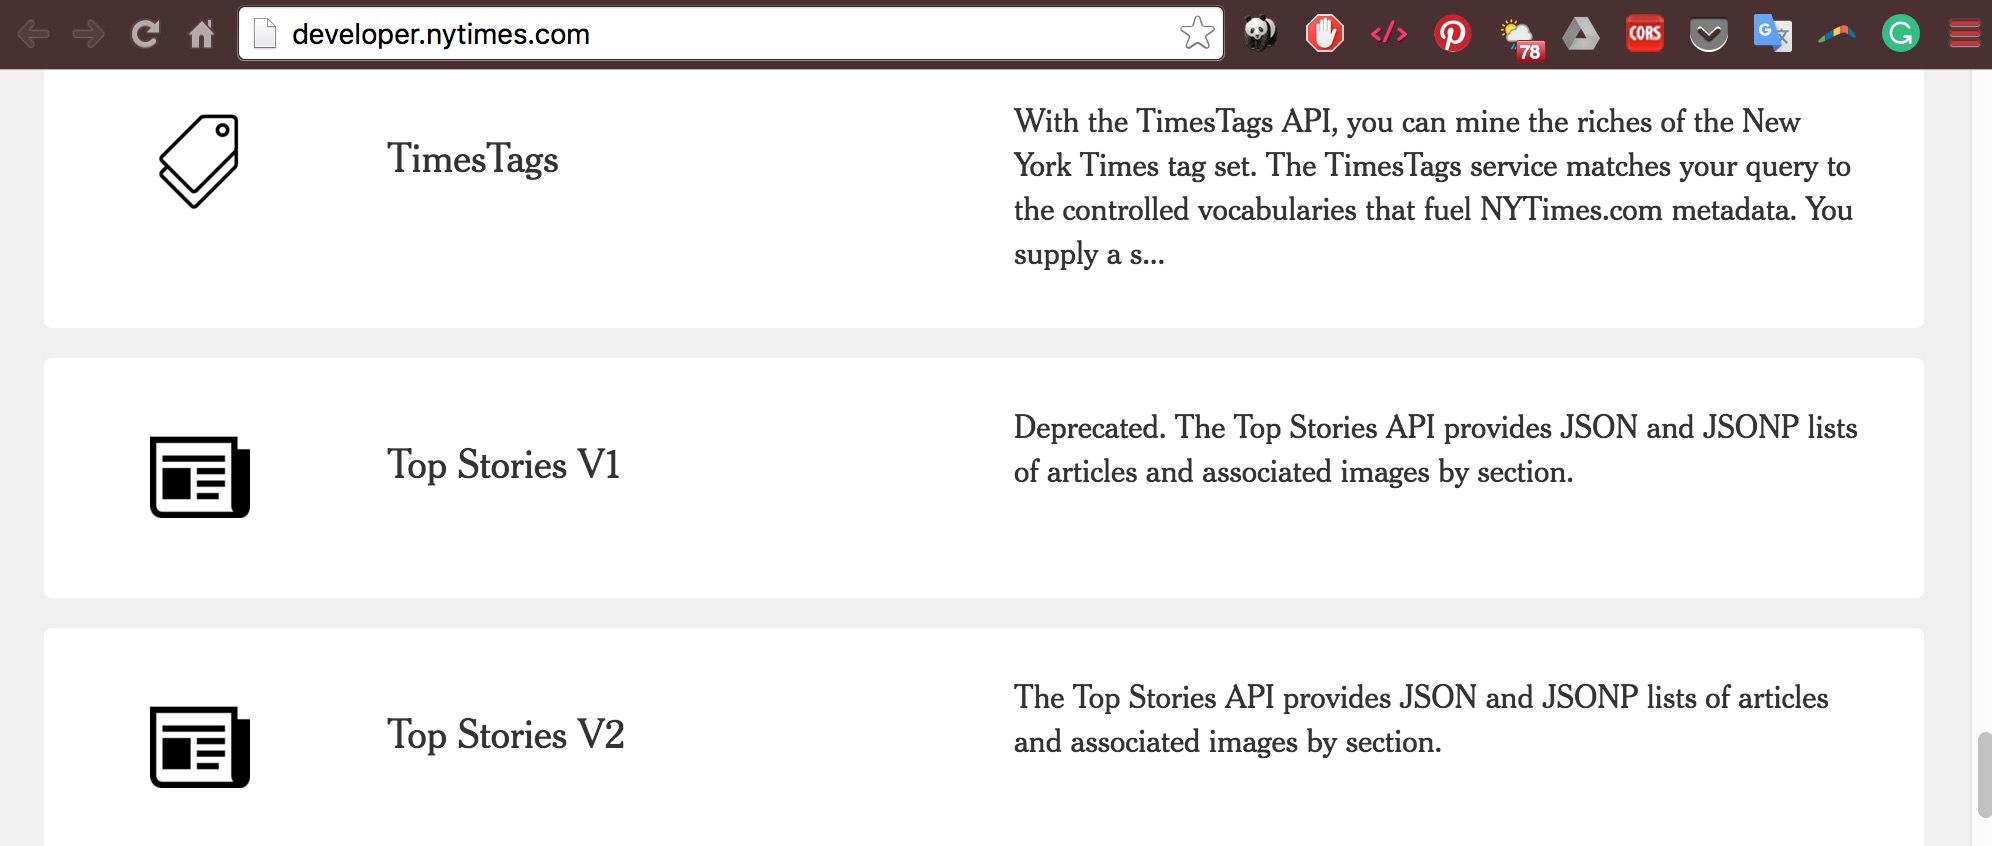 developer.nytimes.com
</>
78
CORS
G
文
G
TimesTags
With the TimesTags API, you can mine the riches of the New
York Times tag set. The TimesTags service matches your query to
the controlled vocabularies that fuel NYTimes.com metadata. You
supply a s...
Top Stories V1
Deprecated. The Top Stories API provides JSON and JSONP lists
of articles and associated images by section.
Top Stories V2
The Top Stories API provides JSON and JSONP lists of articles
and associated images by section.